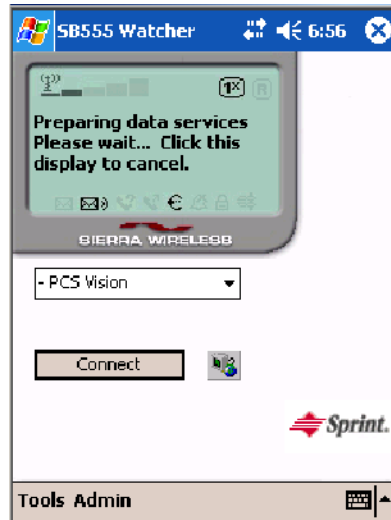 SB555 Watcher 6:56
1X R
Preparing data services
Please wait... Click this
display to cancel.
SIERRA WIRELESS
- PCS Vision
Connect
Sprint.
Tools Admin